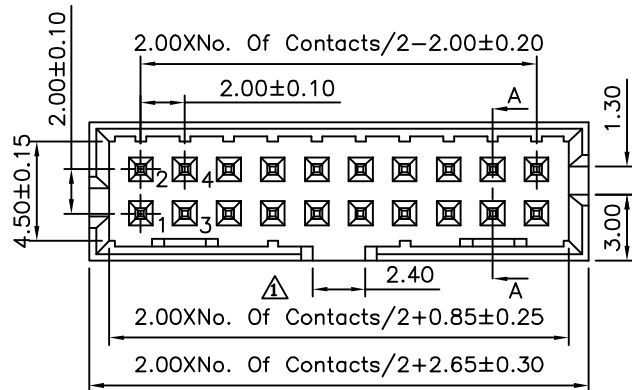 2.00XNo. Of Contacts/2-2.00±0.20
2.00±0.10
2.00±0.10
A
1.30
4.50±0.15
2
4
1
3
3.00
1
2.40
A
2.00XNo. Of Contacts/2+0.85±0.25
2.00XNo. Of Contacts/2+2.65±0.30